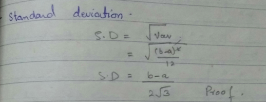 Standard deviation.
S.D = √Var
= √(b-a)²/12
S.D = b-a/2√3 Proof.